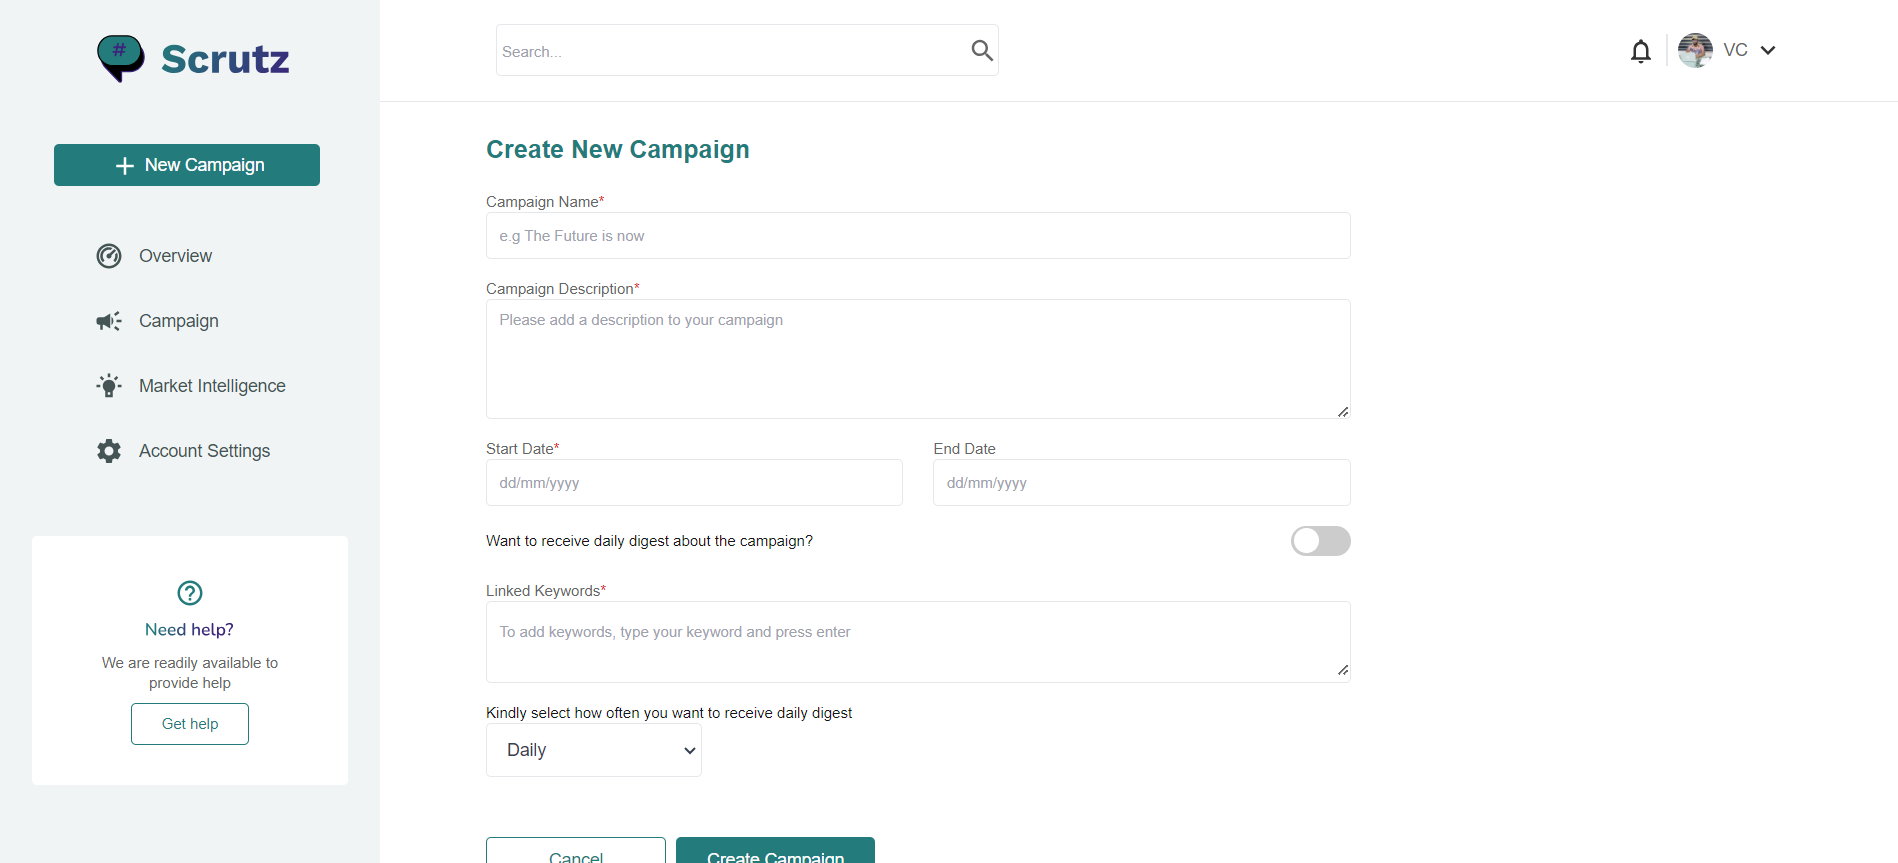 #
Scrutz
Search...
VC
New Campaign
Overview
Campaign
Market Intelligence
Account Settings
Need help?
We are readily available to
provide help
Get help
Create New Campaign
Campaign Name*
e.g The Future is now
Campaign Description*
Please add a description to your campaign
Start Date*
End Date
dd/mm/yyyy
dd/mm/yyyy
Want to receive daily digest about the campaign?
Linked Keywords*
To add keywords, type your keyword and press enter
Kindly select how often you want to receive daily digest
Daily
Cancel
Create Campaign